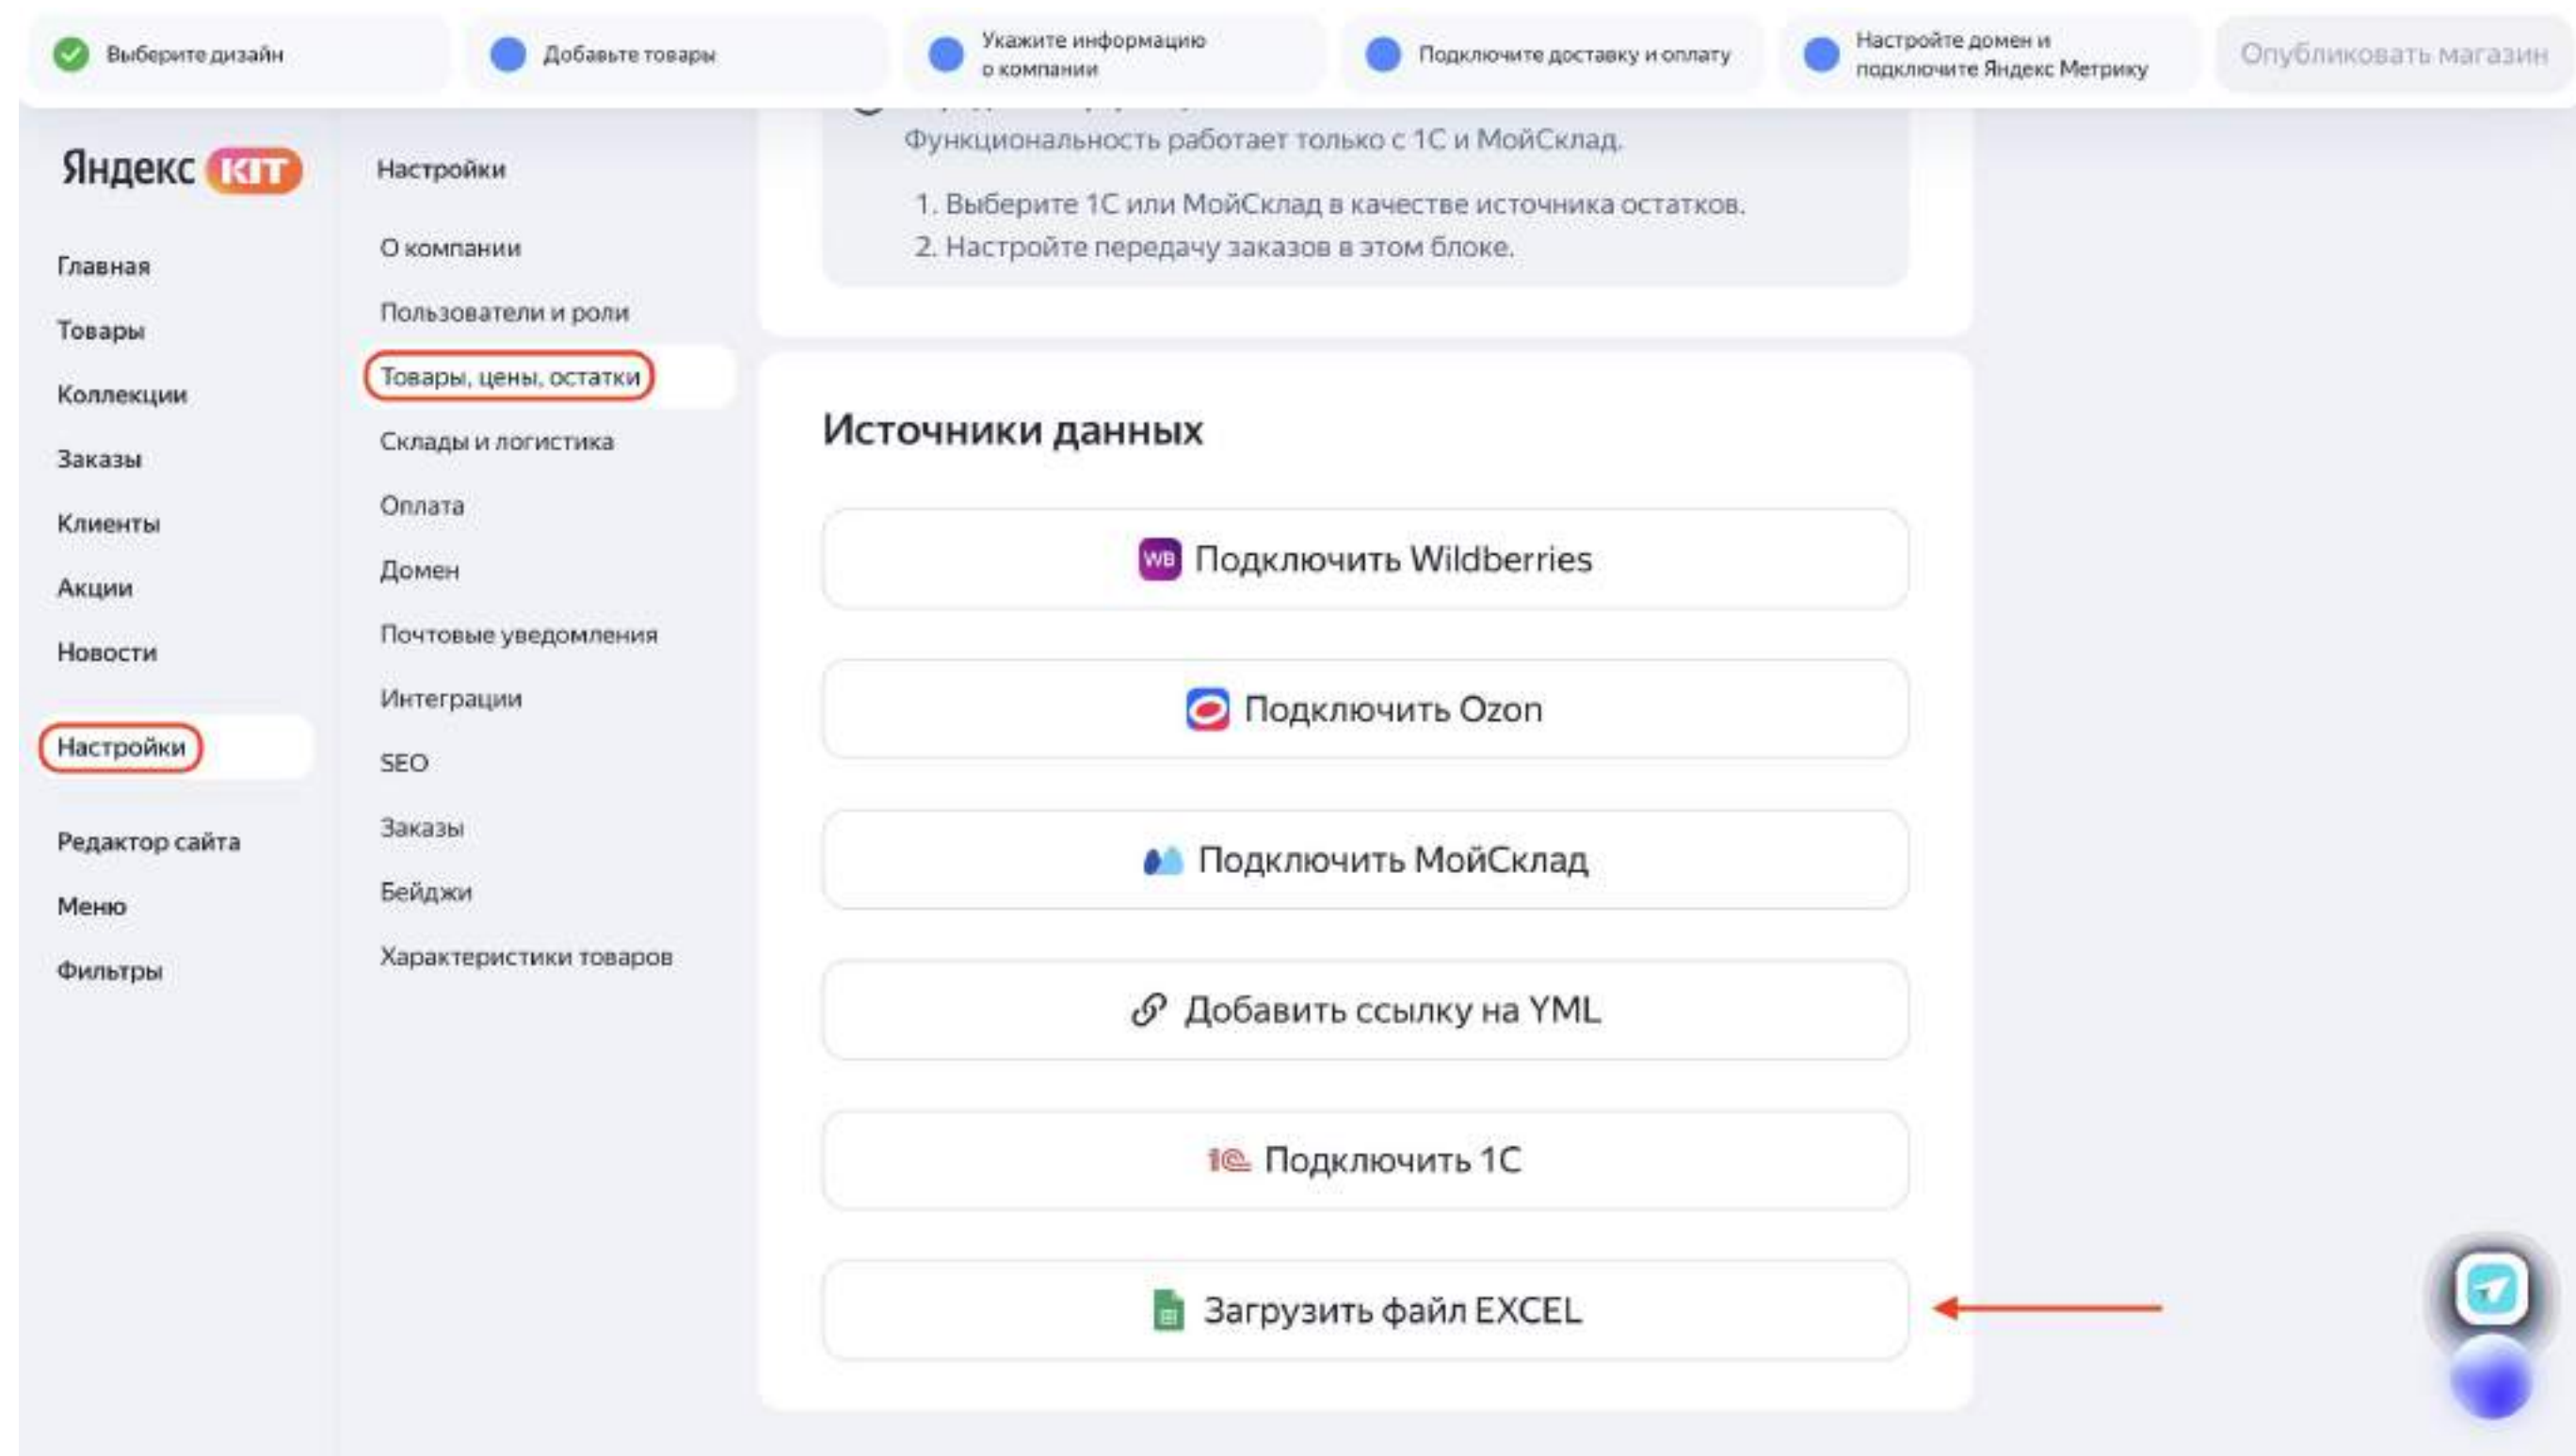 Выберите дизайн
Добавьте товары
Укажите информацию
о компании
Подключите доставку и оплату
Настройте домен и
подключите Яндекс Метрику
Опубликовать магазин
Яндекс KIT
Главная
Товары
Коллекции
Заказы
Клиенты
Акции
Новости
Настройки
Редактор сайта
Меню
Фильтры
Настройки
О компании
Пользователи и роли
Товары, цены, остатки
Склады и логистика
Оплата
Домен
Почтовые уведомления
Интеграции
SEO
Заказы
Бейджи
Характеристики товаров
Функциональность работает только с 1С и МойСклад.
1. Выберите 1С или МойСклад в качестве источника остатков.
2. Настройте передачу заказов в этом блоке.
Источники данных
WB Подключить Wildberries
Подключить Ozon
Подключить МойСклад
Добавить ссылку на YML
1С Подключить 1С
Загрузить файл EXCEL